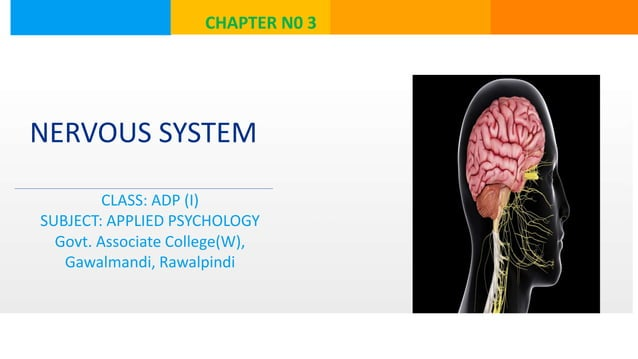 CHAPTER N0 3
NERVOUS SYSTEM
CLASS: ADP (I)
SUBJECT: APPLIED PSYCHOLOGY
Govt. Associate College(W),
Gawalmandi, Rawalpindi